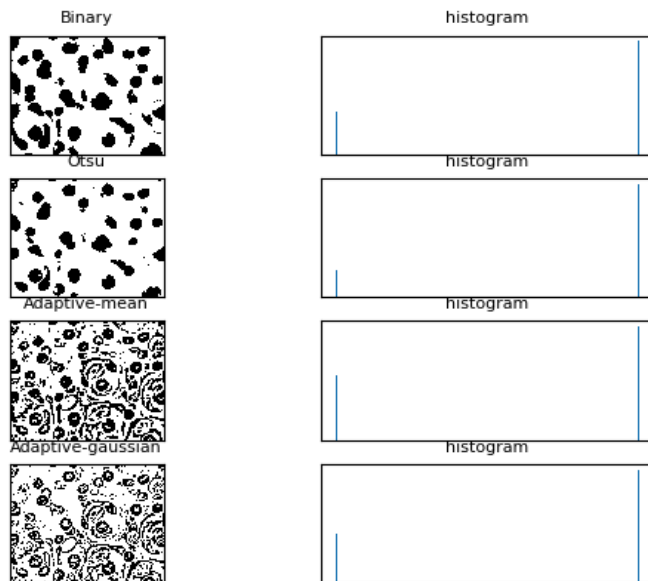 Binary
histogram
Otsu
histogram
Adaptive-mean
histogram
Adaptive-gaussian
histogram